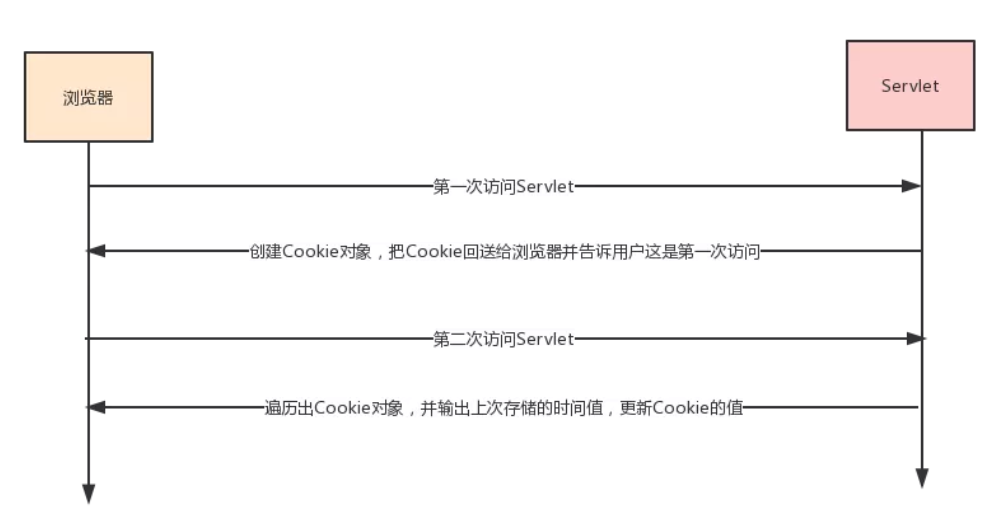 浏览器
Servlet
第一次访问Servlet
创建Cookie对象，把Cookie回送给浏览器并告诉用户这是第一次访问
第二次访问Servlet
遍历出Cookie对象，并输出上次存储的时间值，更新Cookie的值